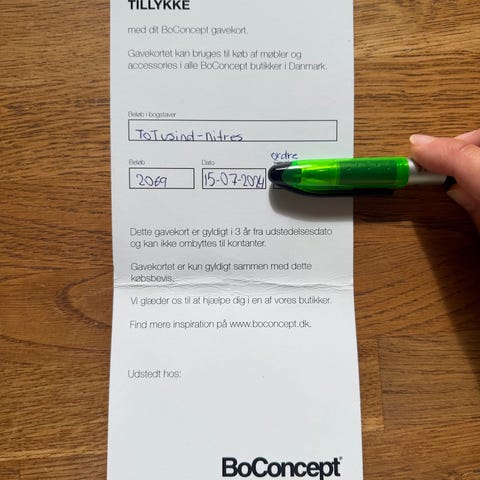 TILLYKKE
med dit BoConcept gavekort.
Gavekortet kan bruges til køb af møbler og
accessories i alle BoConcept butikker i Danmark.
Beløb i bogstaver
ToTusind-nitres
ordre
Beløb Dato
2069 15-07-2024
Dette gavekort er gyldigt i 3 år fra udstedelsesdato
og kan ikke ombyttes til kontanter.
Gavekortet er kun gyldigt sammen med dette
købsbevis.
Vi glæder os til at hjælpe dig i en af vores butikker.
Find mere inspiration på www.boconcept.dk.
Udstedt hos:
BoConcept®